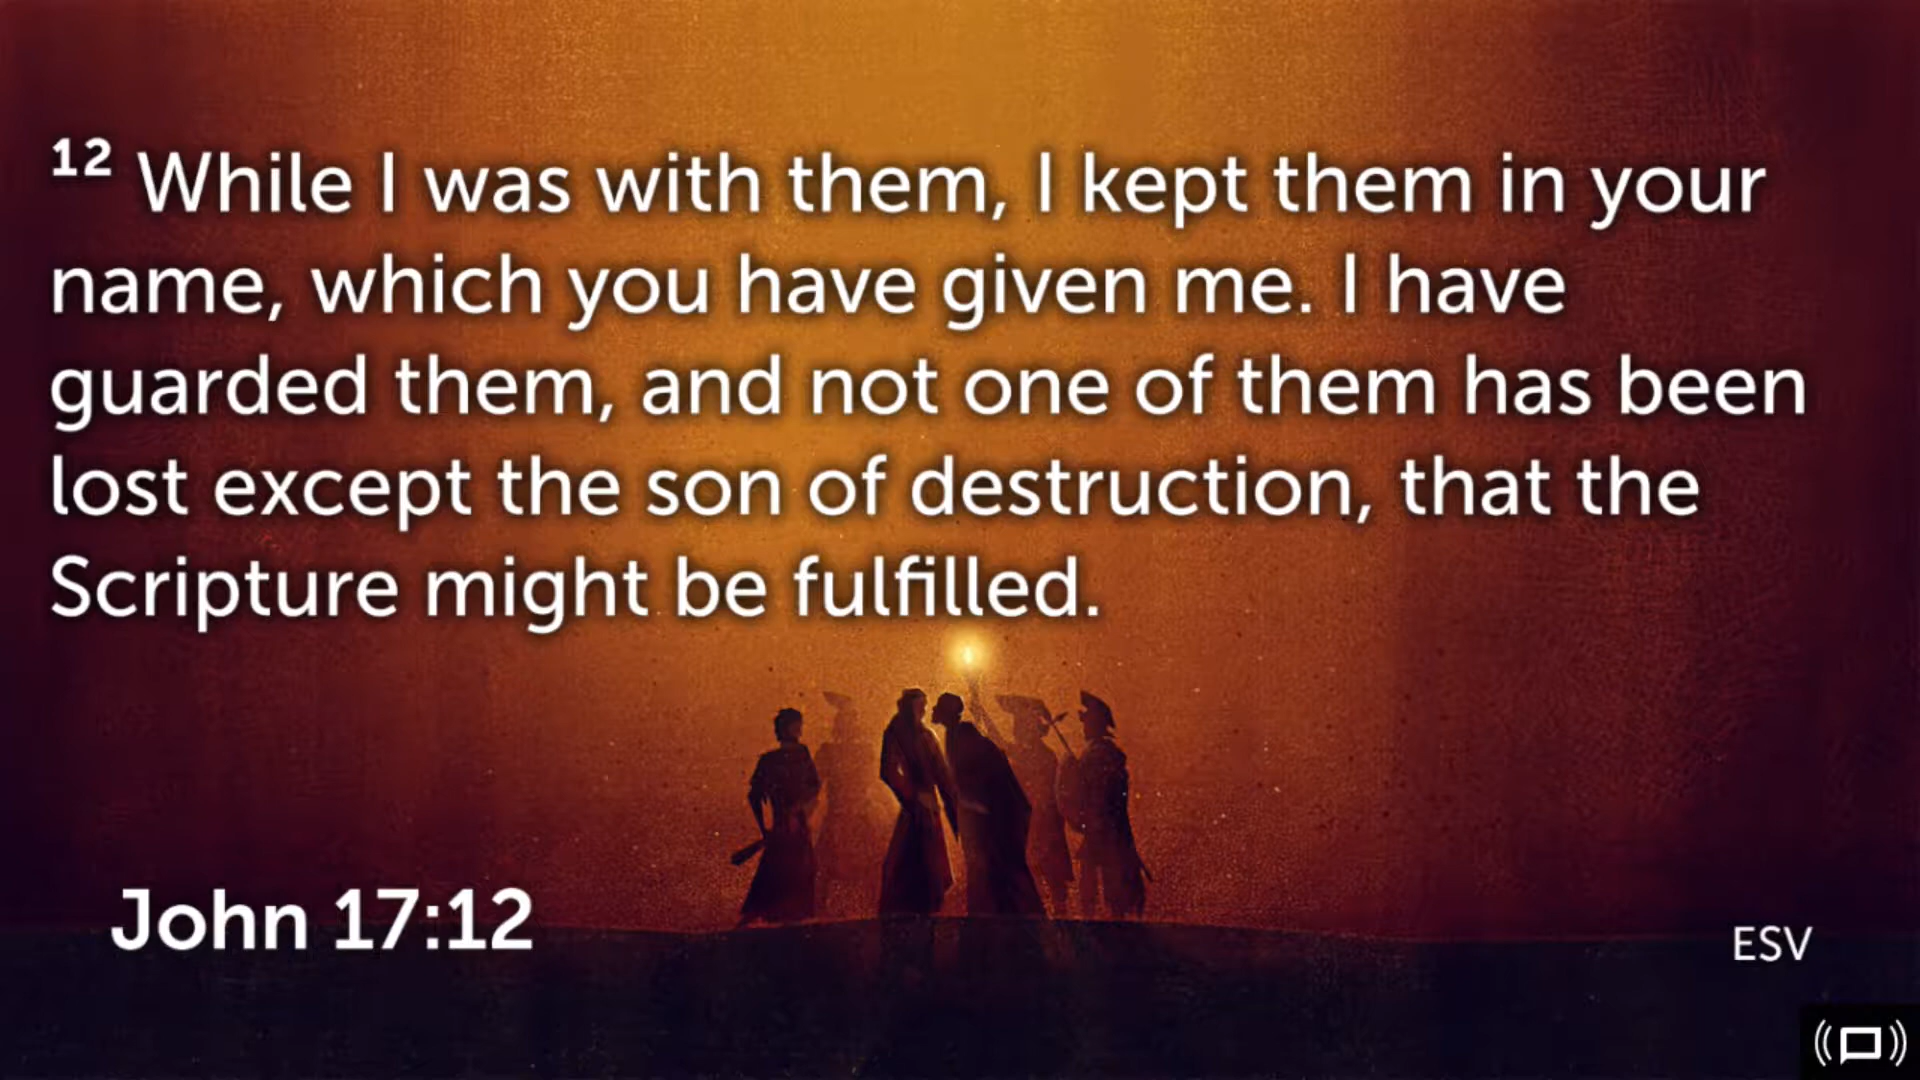 12 While I was with them, I kept them in your
name, which you have given me. I have
guarded them, and not one of them has been
lost except the son of destruction, that the
Scripture might be fulfilled.
John 17:12
ESV